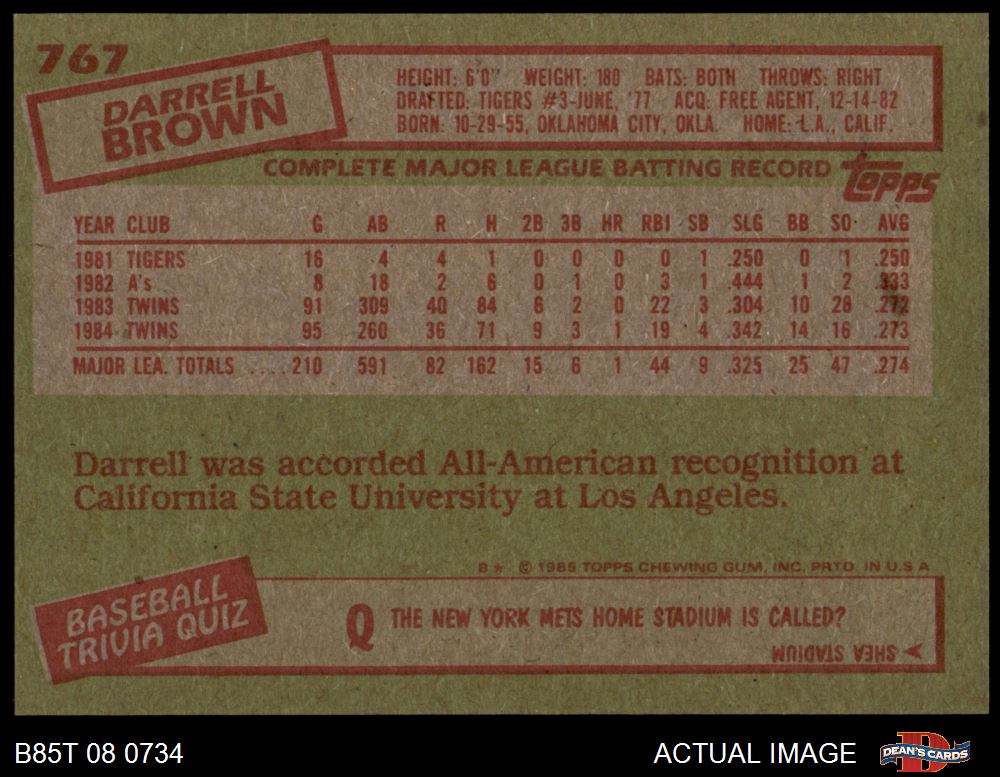 767
DARRELL
BROWN
HEIGHT: 6'0" WEIGHT: 180 BATS: BOTH THROWS: RIGHT
DRAFTED: TIGERS #3-JUNE, '77 ACQ: FREE AGENT, 12-14-82
BORN: 10-29-55, OKLAHOMA CITY, OKLA. HOME: L.A., CALIF.
COMPLETE MAJOR LEAGUE BATTING RECORD
Topps
YEAR CLUB G AB R H 2B 3B HR RBI SB SLG BB SO AVG
1981 TIGERS 16 4 4 1 0 0 0 0 1 .250 0 1 .250
1982 A's 8 18 2 6 0 1 0 3 1 .444 1 2 .333
1983 TWINS 91 309 40 84 6 2 0 22 3 .304 10 28 .272
1984 TWINS 95 260 36 71 9 3 1 19 4 .342 14 16 .273
MAJOR LEA. TOTALS ....210 591 82 162 15 6 1 44 9 .325 25 47 .274
Darrell was accorded All-American recognition at
California State University at Los Angeles.
B * © 1985 TOPPS CHEWING GUM, INC. PRTD. IN U.S.A
BASEBALL
TRIVIA QUIZ
Q THE NEW YORK METS HOME STADIUM IS CALLED?
SHEA STADIUM
B85T 08 0734
ACTUAL IMAGE
D
DEAN'S CARDS